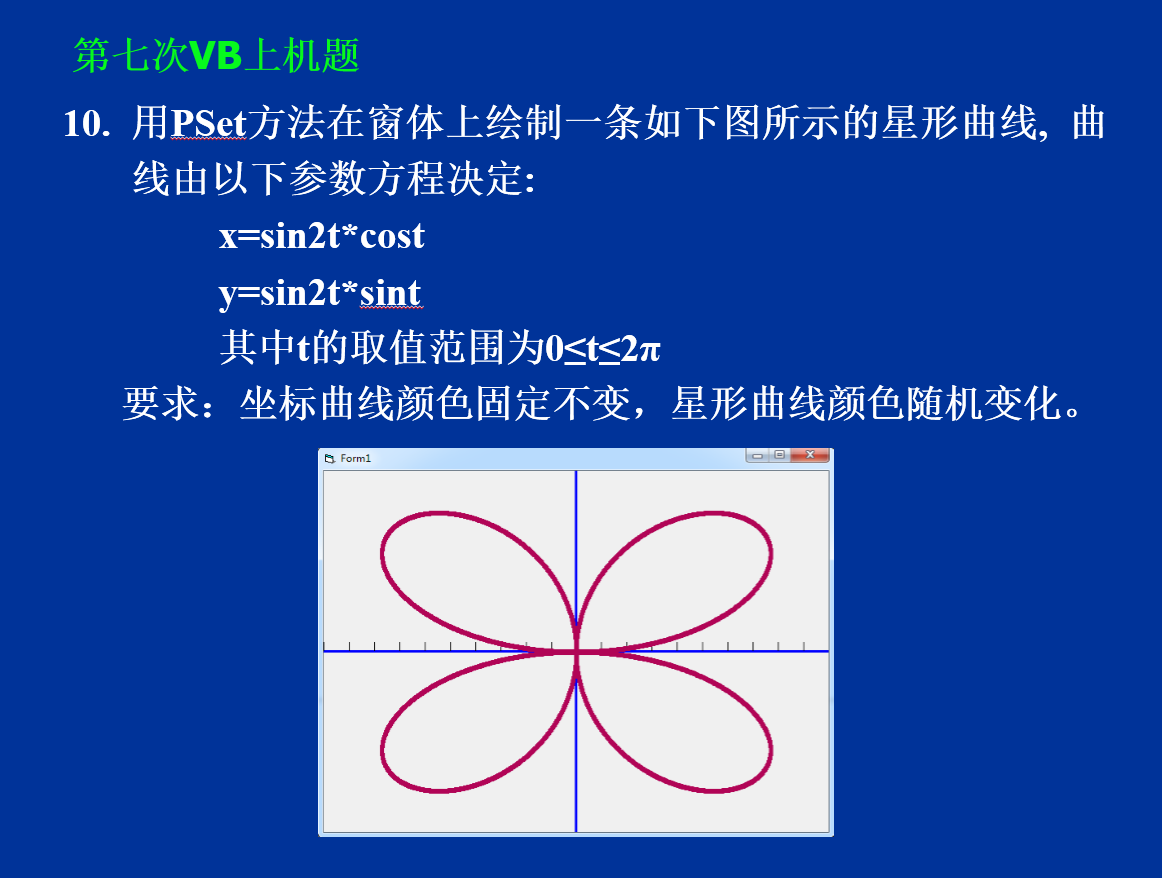 第七次VB上机题
10. 用PSet方法在窗体上绘制一条如下图所示的星形曲线, 曲
线由以下参数方程决定:
x=sin2t*cost
y=sin2t*sint
其中t的取值范围为0≤t≤2π
要求：坐标曲线颜色固定不变，星形曲线颜色随机变化。
Form1